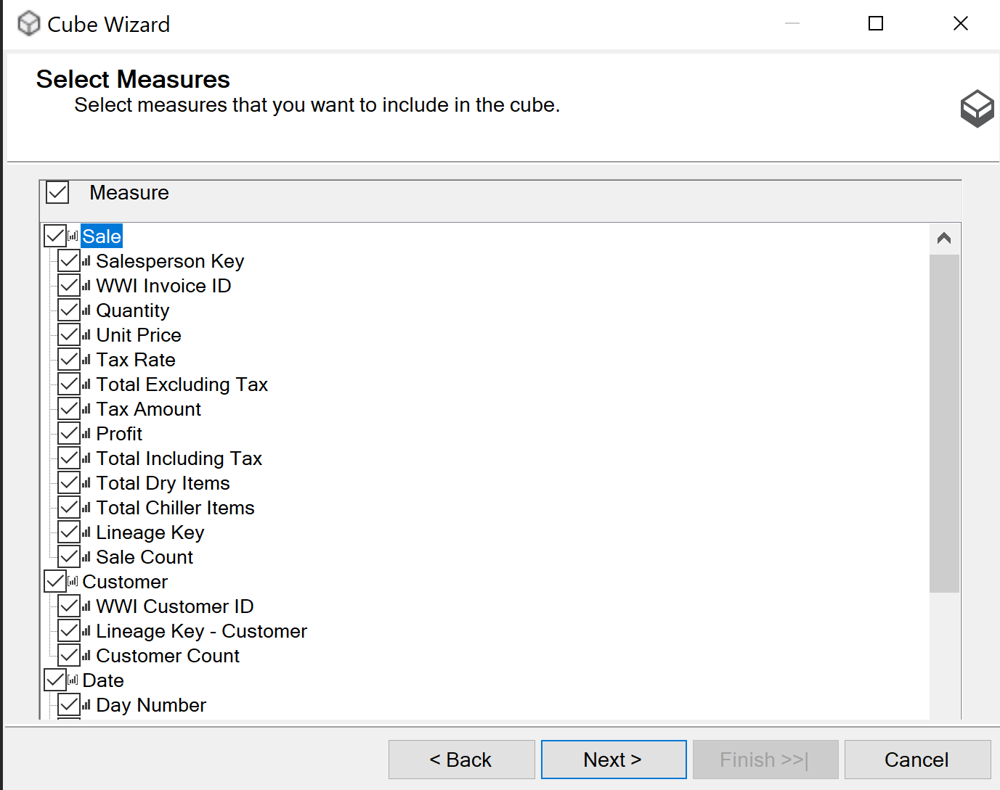 Cube Wizard
Select Measures
Select measures that you want to include in the cube.
Measure
Sale
Salesperson Key
WWI Invoice ID
Quantity
Unit Price
Tax Rate
Total Excluding Tax
Tax Amount
Profit
Total Including Tax
Total Dry Items
Total Chiller Items
Lineage Key
Sale Count
Customer
WWI Customer ID
Lineage Key - Customer
Customer Count
Date
Day Number
< Back Next > Finish >>| Cancel